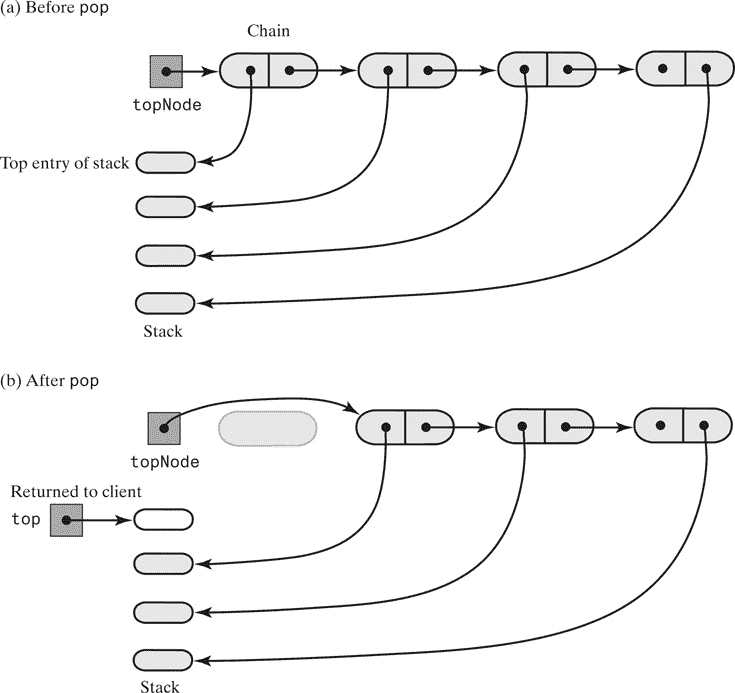 (a) Before pop
Chain
topNode
Top entry of stack
Stack
(b) After pop
topNode
Returned to client
top
Stack